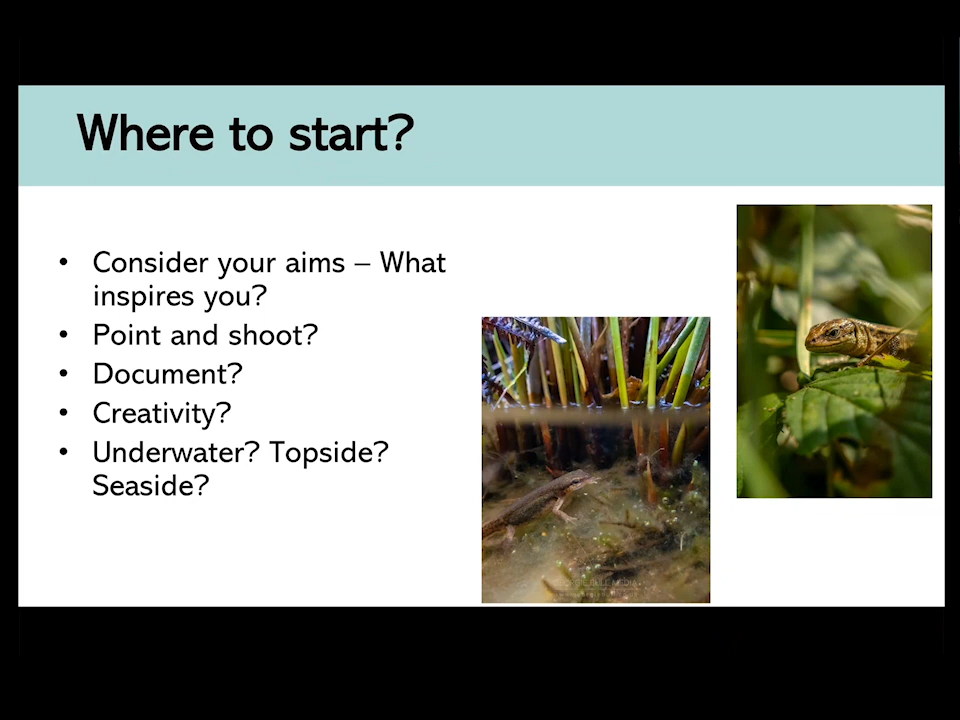 Where to start?
• Consider your aims – What
inspires you?
• Point and shoot?
• Document?
• Creativity?
• Underwater? Topside?
Seaside?